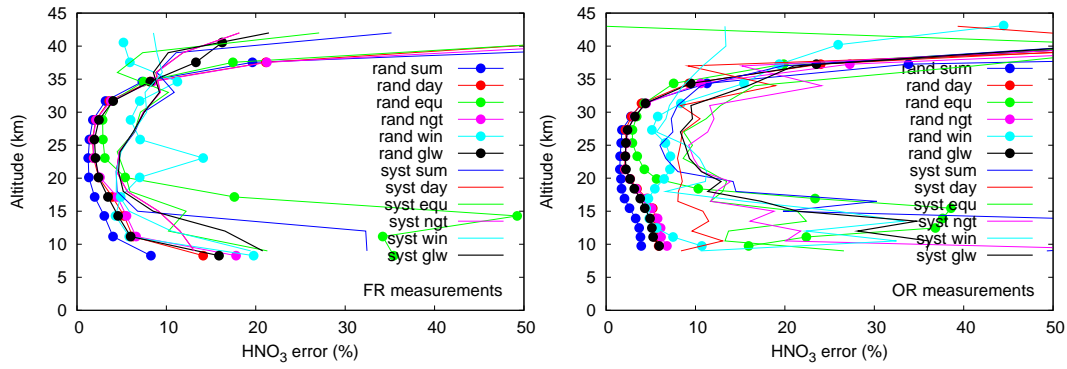 45
40
35
30
25
20
15
10
5
0
Altitude (km)
rand sum
rand day
rand equ
rand ngt
rand win
rand glw
syst sum
syst day
syst equ
syst ngt
syst win
syst glw
FR measurements
0 10 20 30 40 50
HNO3 error (%)
45
40
35
30
25
20
15
10
5
0
Altitude (km)
rand sum
rand day
rand equ
rand ngt
rand win
rand glw
syst sum
syst day
syst equ
syst ngt
syst win
syst glw
OR measurements
0 10 20 30 40 50
HNO3 error (%)